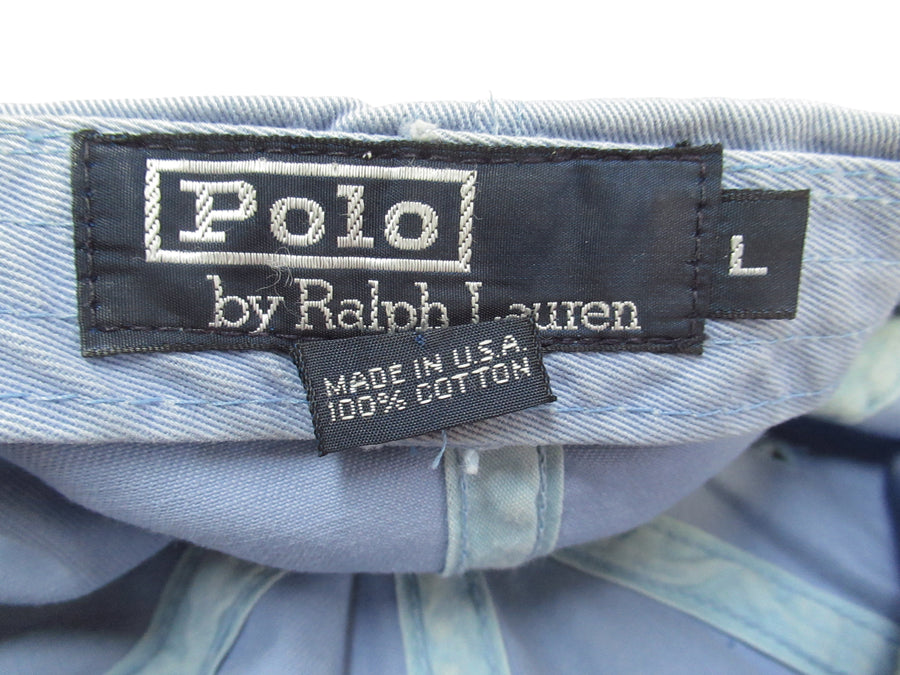 Polo
by Ralph Lauren
L
MADE IN U.S.A
100% COTTON